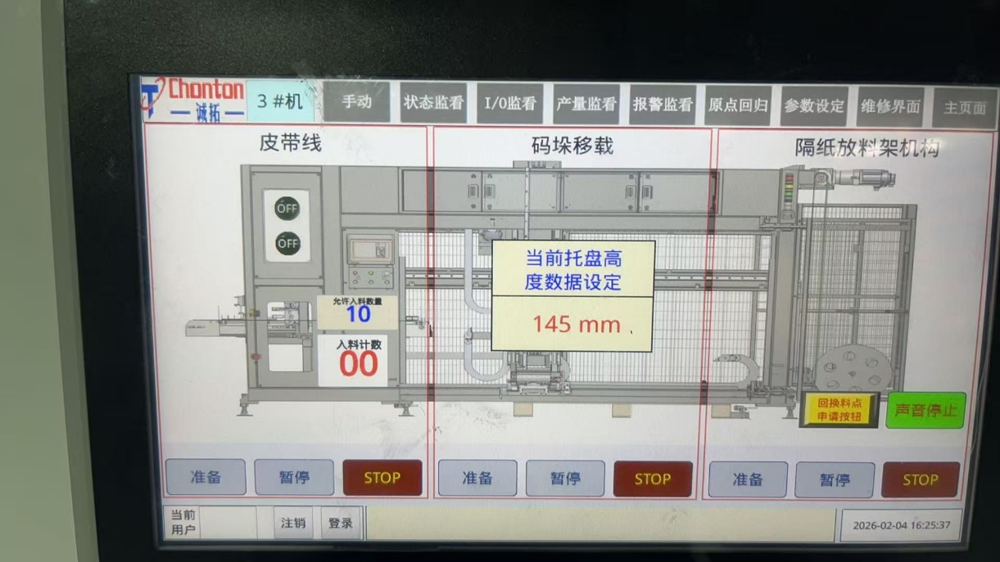 Chonton
诚拓
3 #机
手动
状态监看
I/O监看
产量监看
报警监看
原点回归
参数设定
维修界面
主页面
皮带线
码垛移载
隔纸放料架机构
OFF
OFF
当前托盘高
度数据设定
145 mm
允许入料数量
10
入料计数
00
回换料点
申请按钮
声音停止
准备
暂停
STOP
准备
暂停
STOP
准备
暂停
STOP
当前
用户
注销
登录
2026-02-04 16:25:37